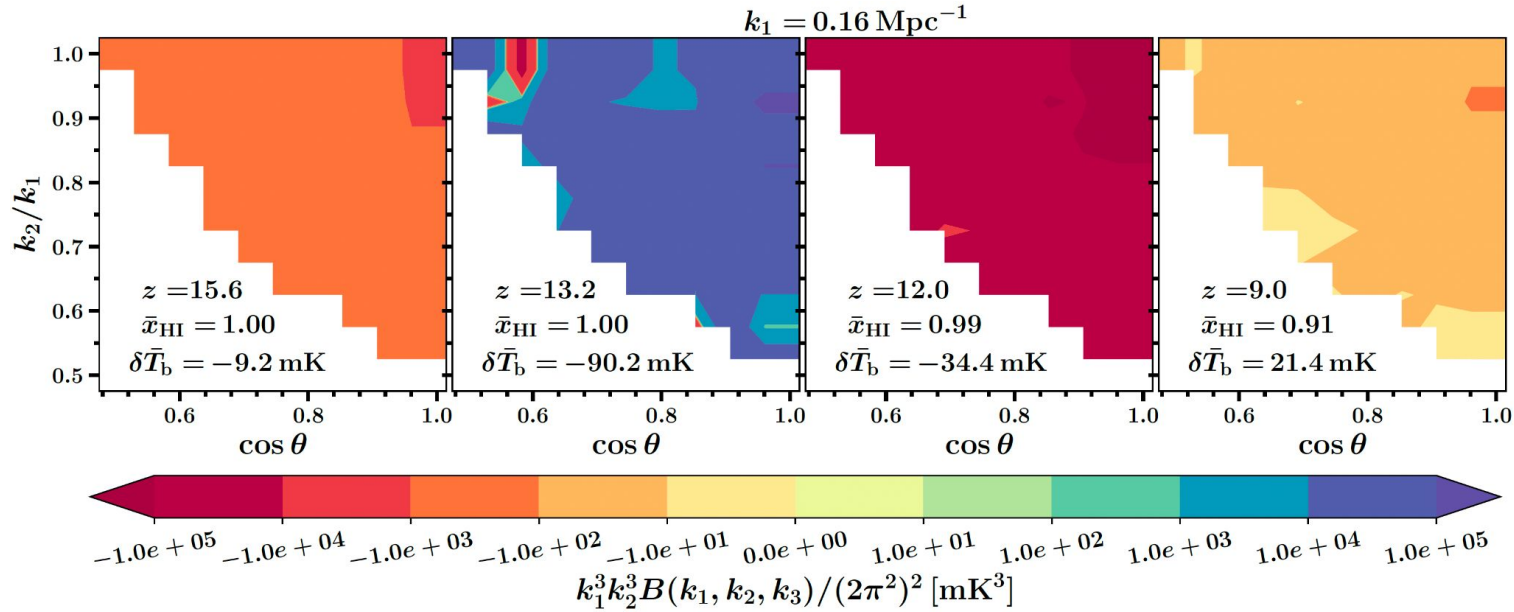 k₁ = 0.16 Mpc⁻¹
k₂/k₁
1.0
0.9
0.8
0.7
0.6
0.5
z =15.6
x̄_HI = 1.00
δT̄_b = −9.2 mK
z =13.2
x̄_HI = 1.00
δT̄_b = −90.2 mK
z =12.0
x̄_HI = 0.99
δT̄_b = −34.4 mK
z =9.0
x̄_HI = 0.91
δT̄_b = 21.4 mK
0.6 0.8 1.0
0.6 0.8 1.0
0.6 0.8 1.0
0.6 0.8 1.0
cos θ
cos θ
cos θ
cos θ
−1.0e + 05 −1.0e + 04 −1.0e + 03 −1.0e + 02 −1.0e + 01 0.0e + 00 1.0e + 01 1.0e + 02 1.0e + 03 1.0e + 04 1.0e + 05
k₁³k₂³B(k₁, k₂, k₃)/(2π²)² [mK³]